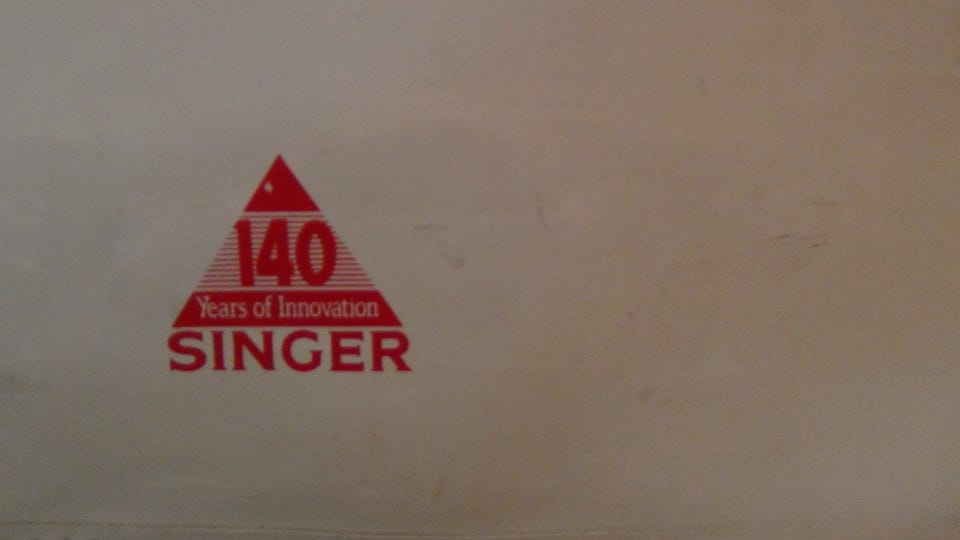 140
Years of Innovation
SINGER